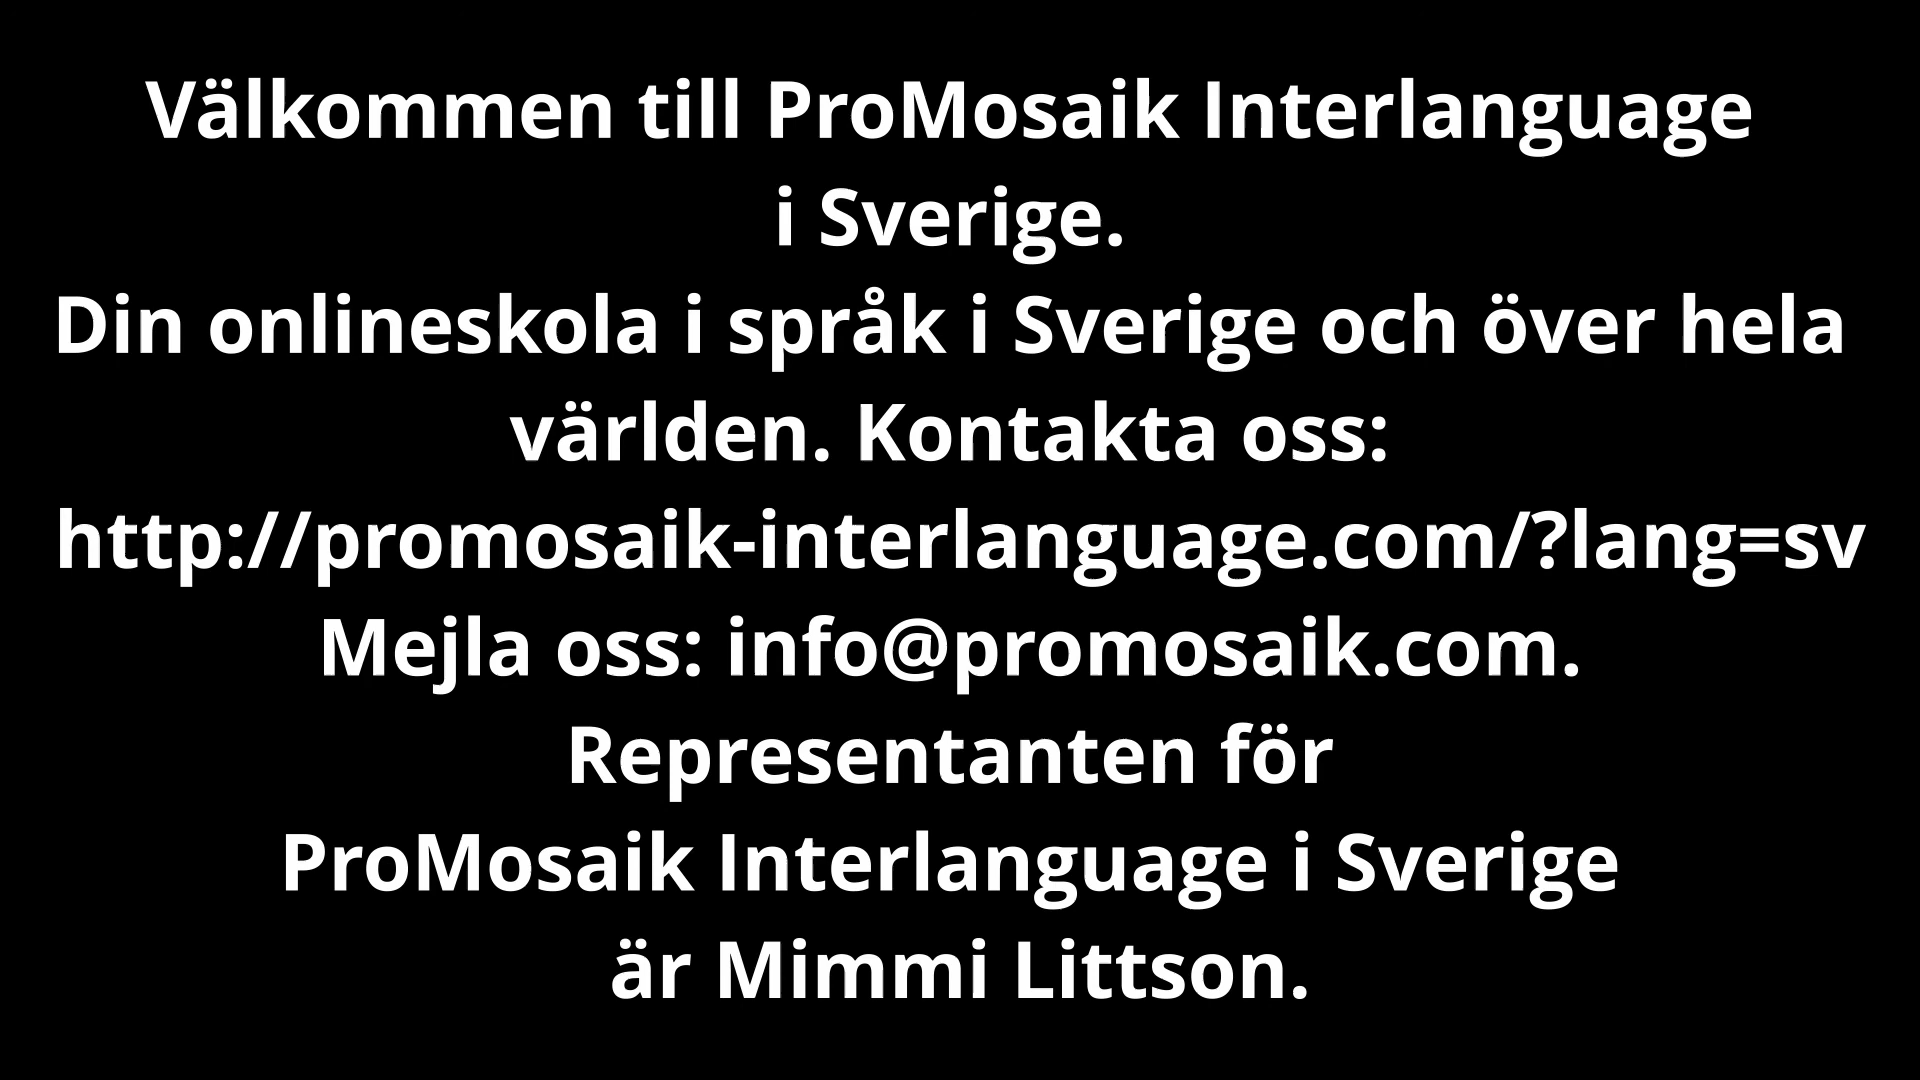 Välkommen till ProMosaik Interlanguage
i Sverige.
Din onlineskola i språk i Sverige och över hela
världen. Kontakta oss:
http://promosaik-interlanguage.com/?lang=sv
Mejla oss: info@promosaik.com.
Representanten för
ProMosaik Interlanguage i Sverige
är Mimmi Littson.